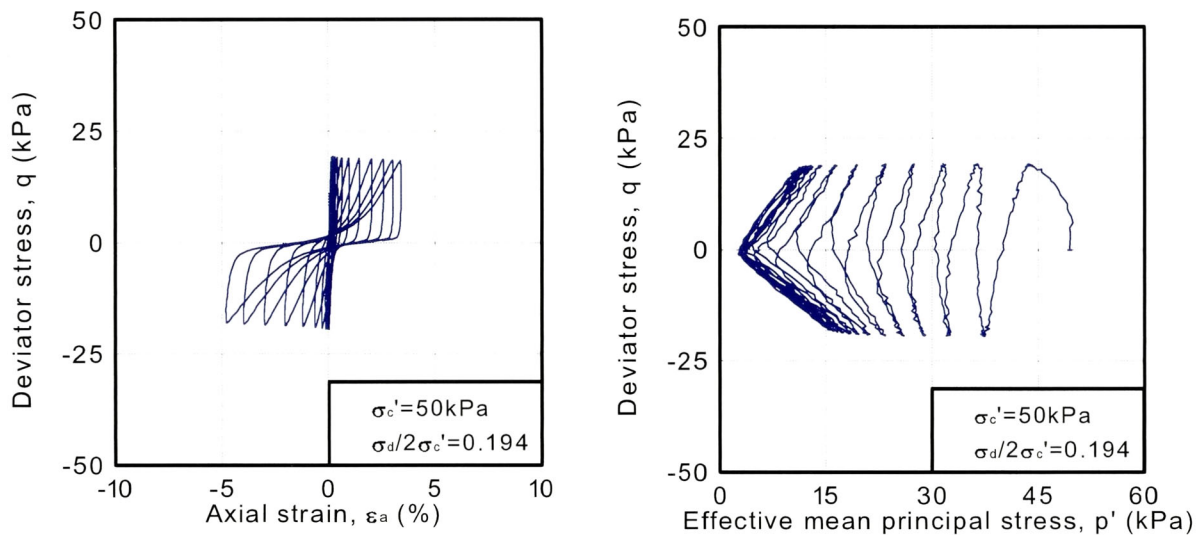 50
25
0
-25
-50
Deviator stress, q (kPa)
σc'=50kPa
σd/2σc'=0.194
-10 -5 0 5 10
Axial strain, εa (%)
50
25
0
-25
-50
Deviator stress, q (kPa)
σc'=50kPa
σd/2σc'=0.194
0 15 30 45 60
Effective mean principal stress, p' (kPa)